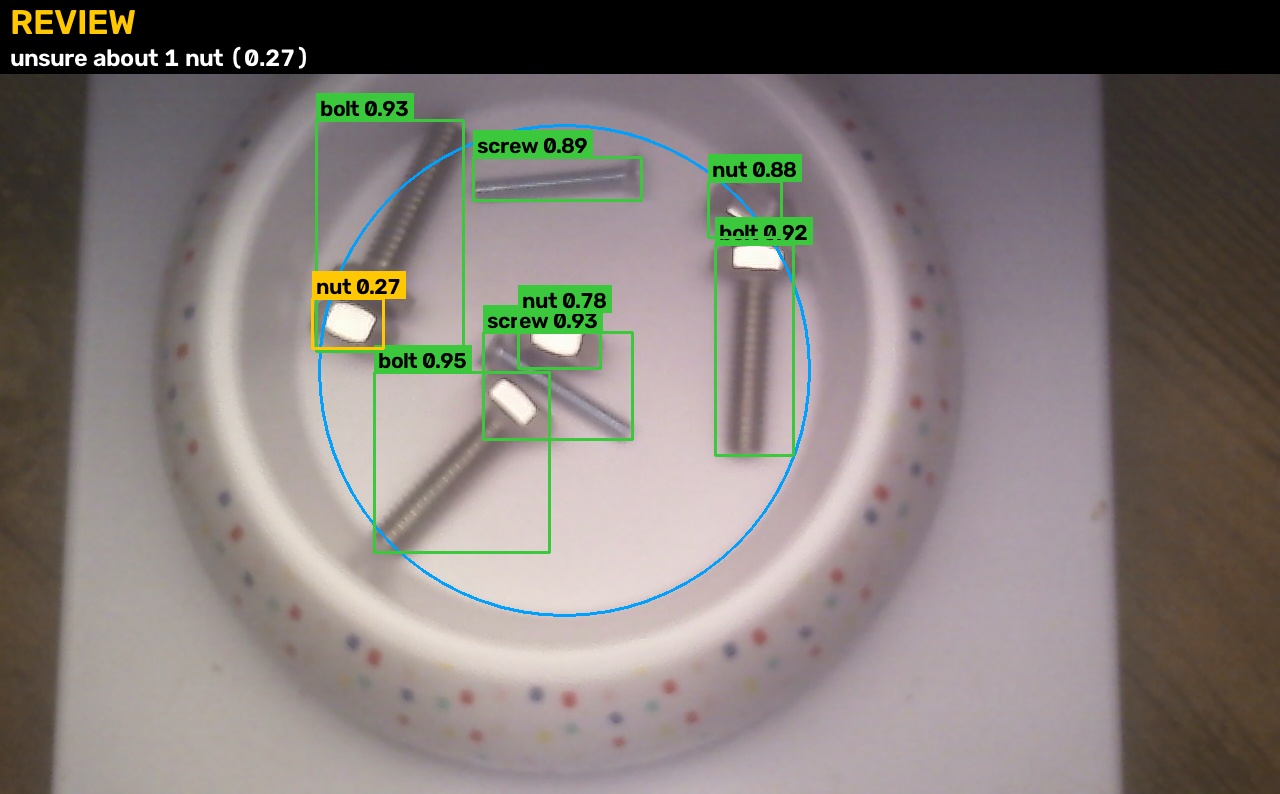 REVIEW
unsure about 1 nut (0.27)
bolt 0.93
screw 0.89
nut 0.88
bolt 0.92
nut 0.27
nut 0.78
screw 0.93
bolt 0.95